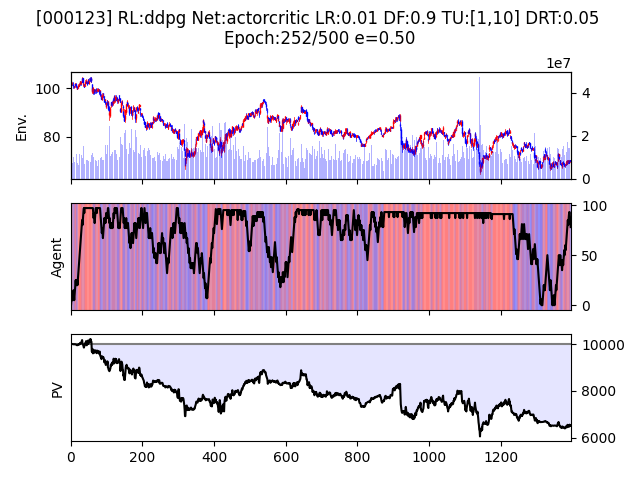 [000123] RL:ddpg Net:actorcritic LR:0.01 DF:0.9 TU:[1,10] DRT:0.05
Epoch:252/500 e=0.50
1e7
Env.
100
80
4
2
0
Agent
100
50
0
PV
10000
8000
6000
0 200 400 600 800 1000 1200